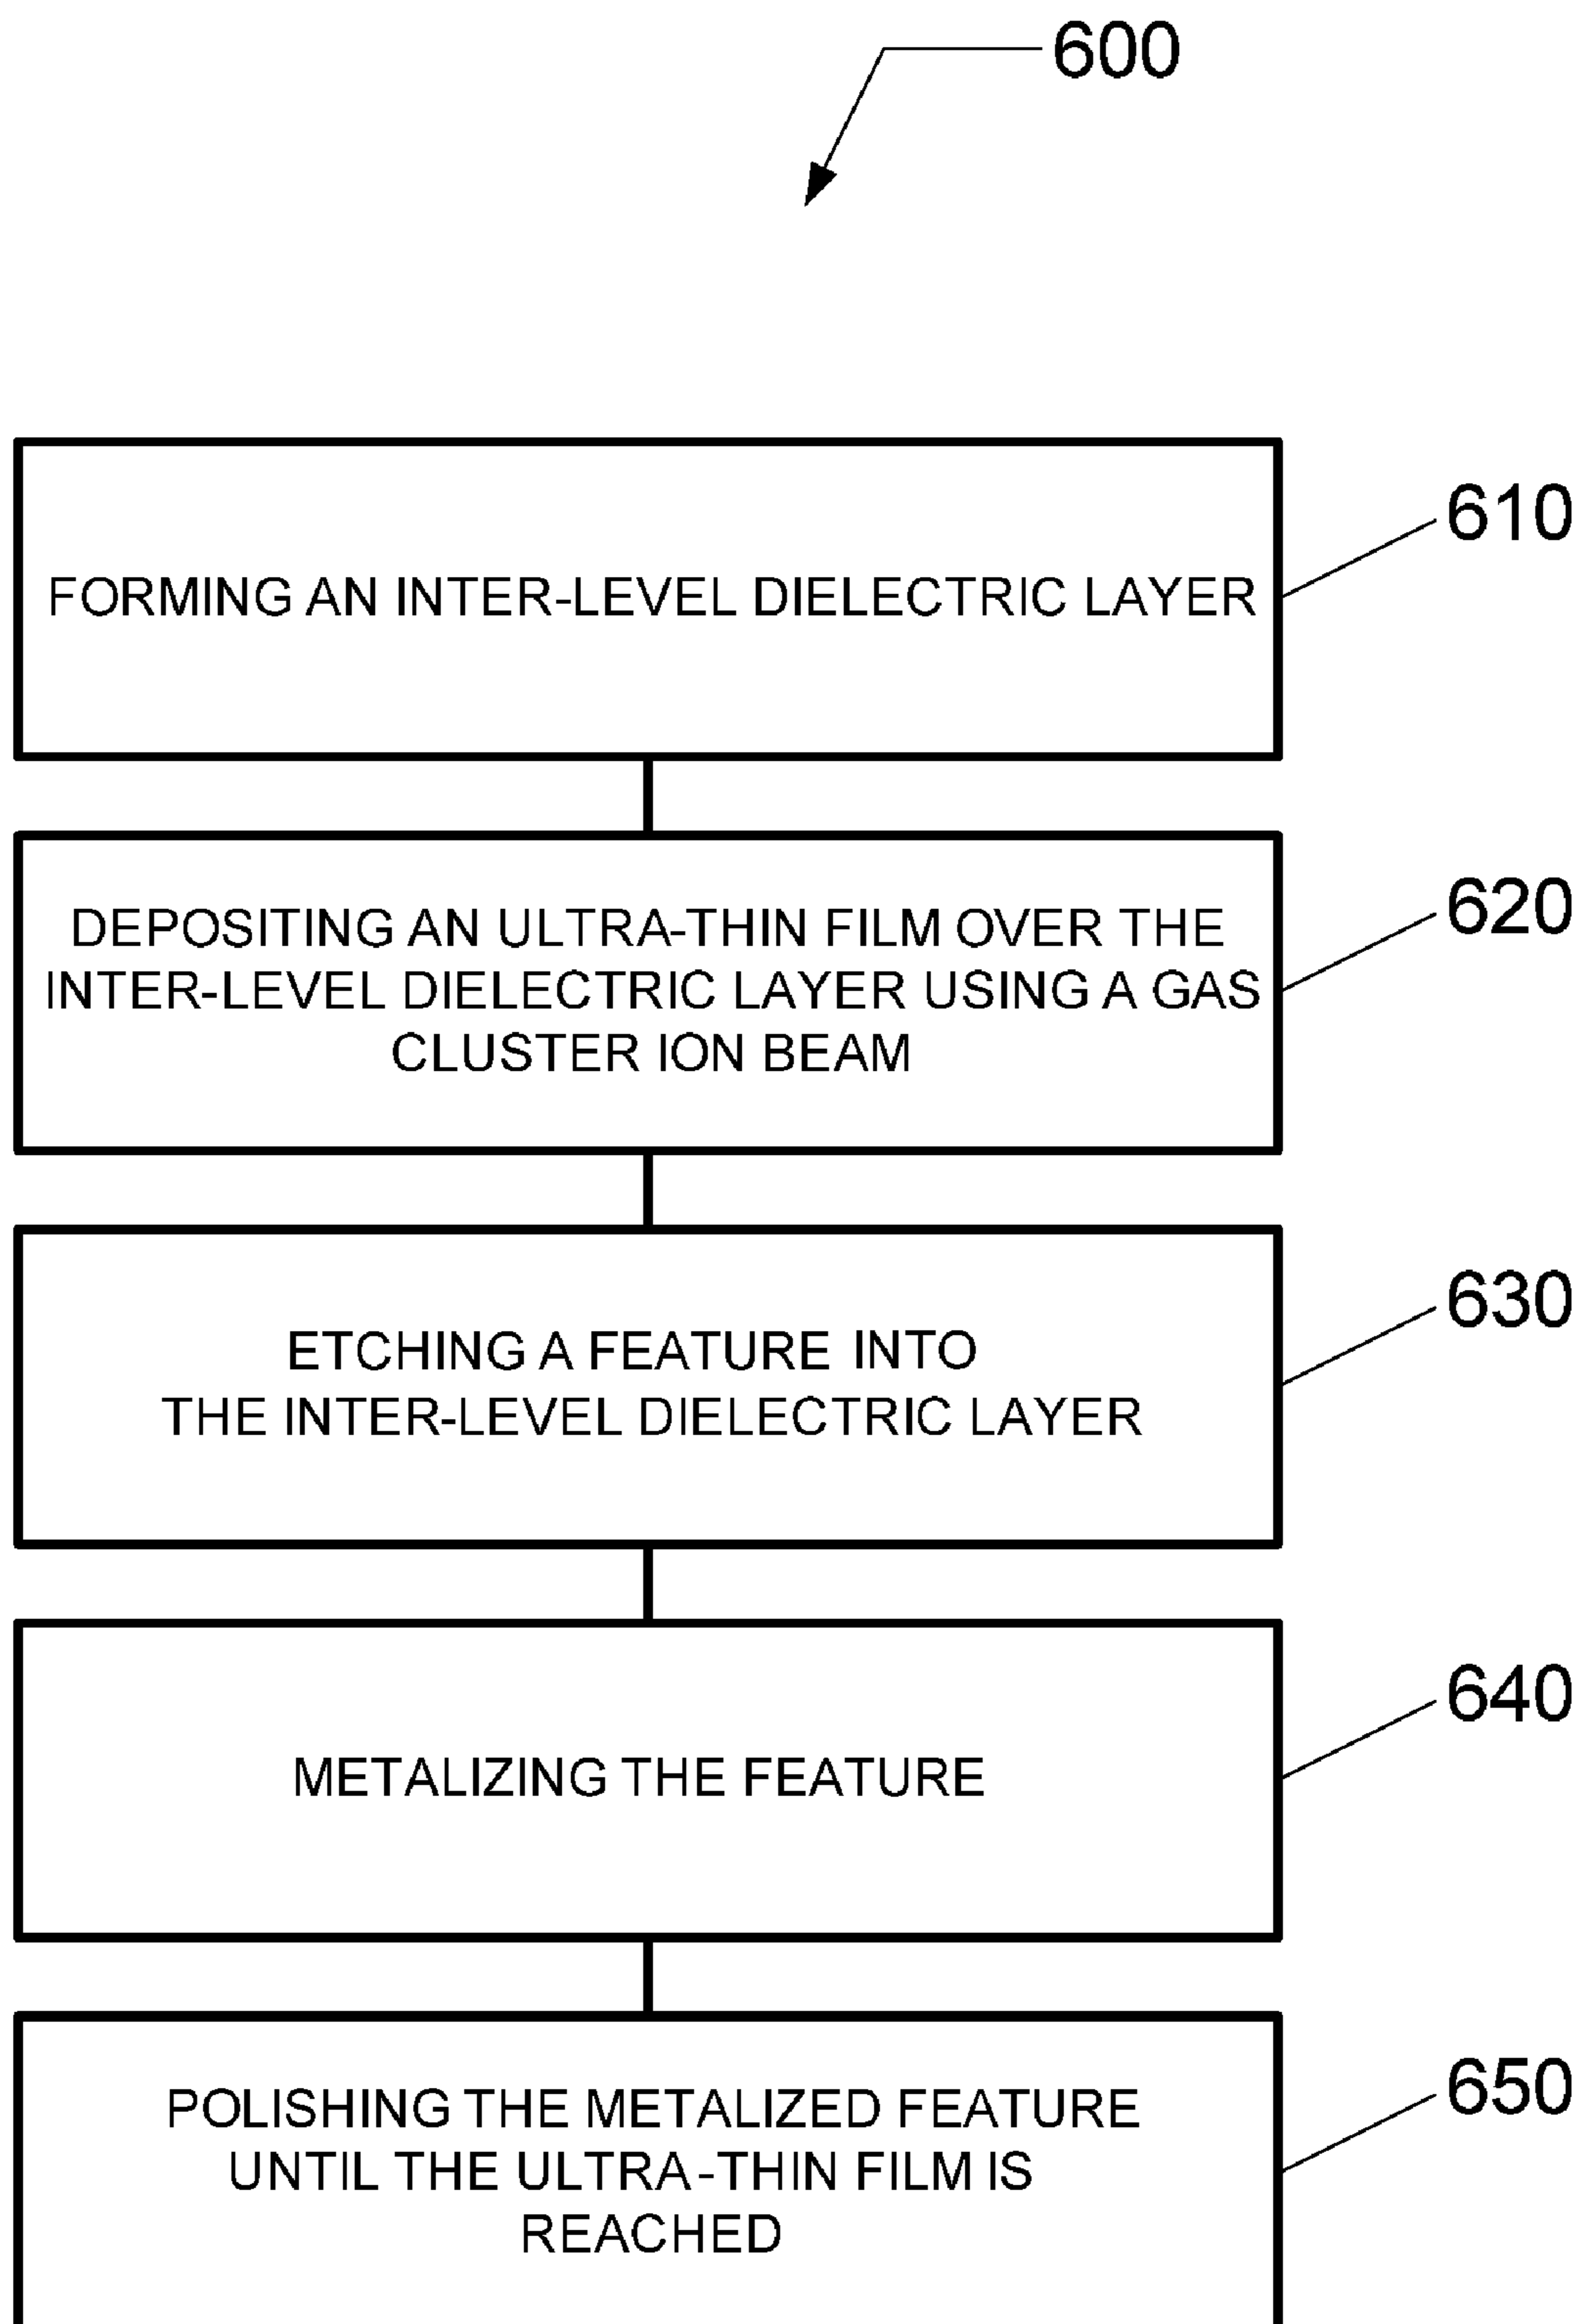 600
610
FORMING AN INTER-LEVEL DIELECTRIC LAYER
620
DEPOSITING AN ULTRA-THIN FILM OVER THE
INTER-LEVEL DIELECTRIC LAYER USING A GAS
CLUSTER ION BEAM
630
ETCHING A FEATURE INTO
THE INTER-LEVEL DIELECTRIC LAYER
640
METALIZING THE FEATURE
650
POLISHING THE METALIZED FEATURE
UNTIL THE ULTRA-THIN FILM IS
REACHED